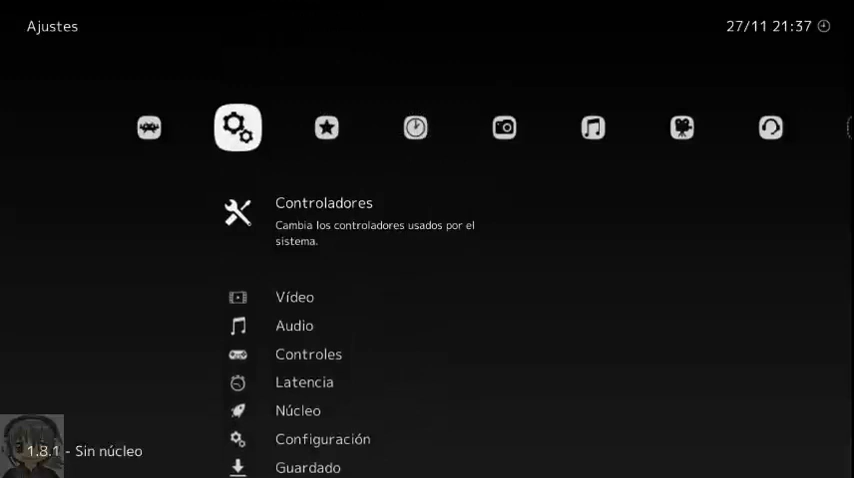 Ajustes
27/11 21:37
Controladores
Cambia los controladores usados por el
sistema.
Vídeo
Audio
Controles
Latencia
Núcleo
Configuración
Guardado
1.8.1 - Sin núcleo